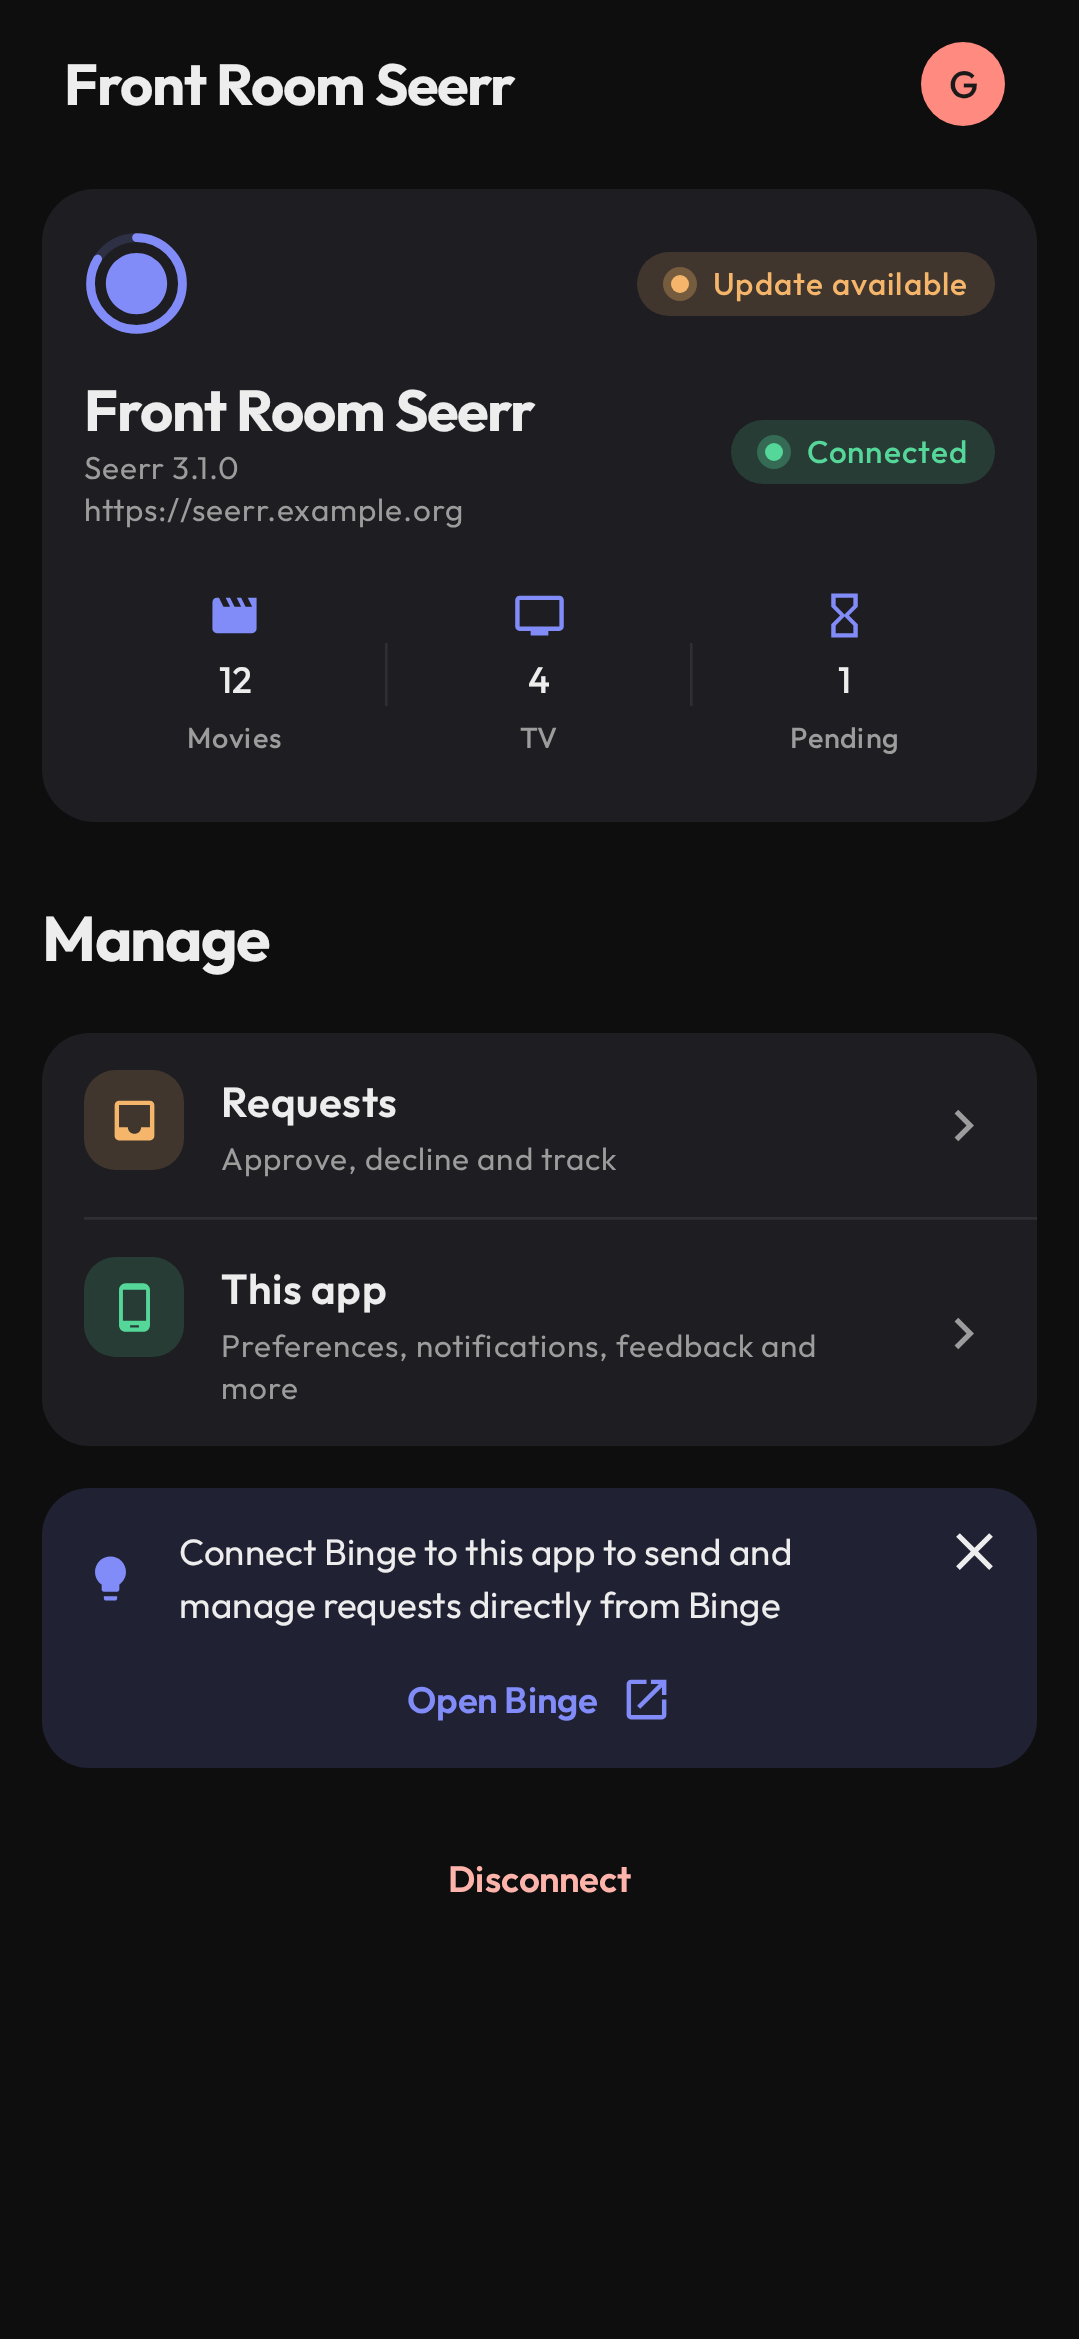 Front Room Seerr
G
Update available
Front Room Seerr
Seerr 3.1.0
https://seerr.example.org
Connected
12
Movies
4
TV
1
Pending
Manage
Requests
Approve, decline and track
This app
Preferences, notifications, feedback and
more
Connect Binge to this app to send and
manage requests directly from Binge
Open Binge
Disconnect